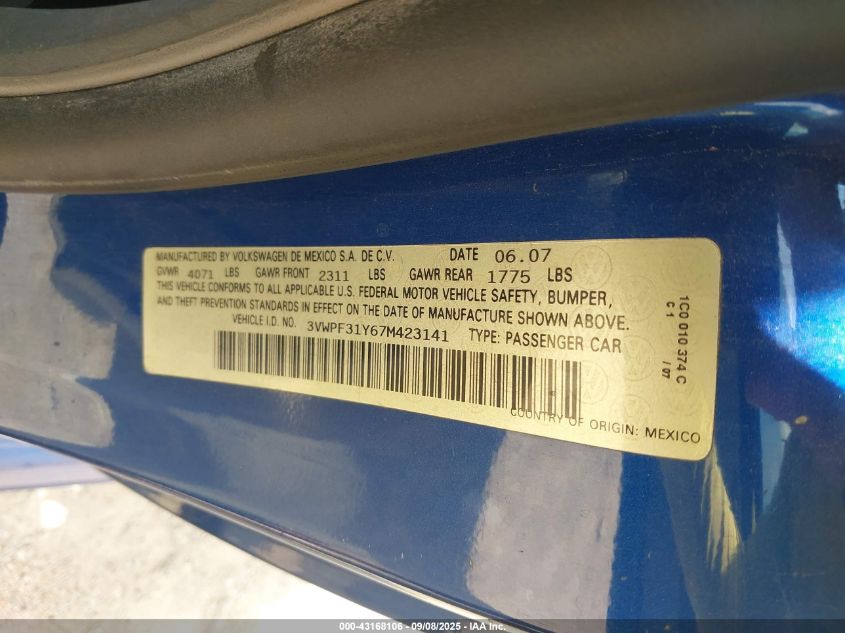 MANUFACTURED BY VOLKSWAGEN DE MEXICO S.A. DE C.V. DATE 06.07
GVWR 4071 LBS GAWR FRONT 2311 LBS GAWR REAR 1775 LBS
THIS VEHICLE CONFORMS TO ALL APPLICABLE U.S. FEDERAL MOTOR VEHICLE SAFETY, BUMPER,
AND THEFT PREVENTION STANDARDS IN EFFECT ON THE DATE OF MANUFACTURE SHOWN ABOVE.
VEHICLE I.D. NO. 3VWPF31Y67M423141 TYPE: PASSENGER CAR
COUNTRY OF ORIGIN: MEXICO
1C0 010 374 C
C 1 / 07
000-43168106 - 09/08/2025 - IAA Inc.